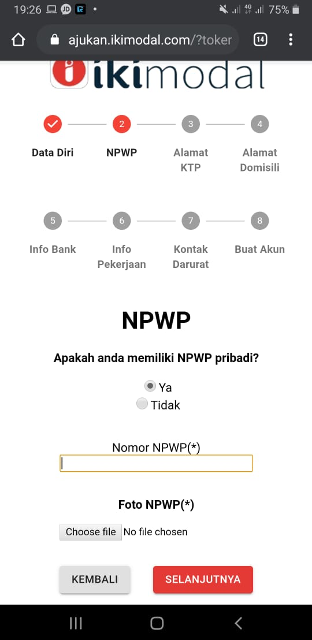 19:26
75%
ajukan.ikimodal.com/?toker
14
ikimodal
Data Diri
2
NPWP
3
Alamat
KTP
4
Alamat
Domisili
5
Info Bank
6
Info
Pekerjaan
7
Kontak
Darurat
8
Buat Akun
NPWP
Apakah anda memiliki NPWP pribadi?
Ya
Tidak
Nomor NPWP(*)
Foto NPWP(*)
Choose file No file chosen
KEMBALI
SELANJUTNYA